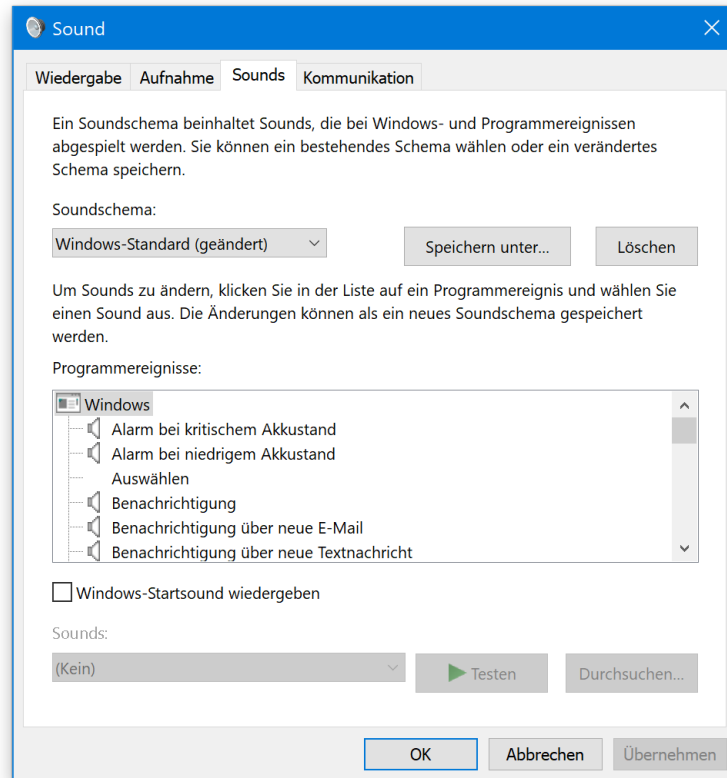 Sound
Wiedergabe Aufnahme Sounds Kommunikation
Ein Soundschema beinhaltet Sounds, die bei Windows- und Programmereignissen
abgespielt werden. Sie können ein bestehendes Schema wählen oder ein verändertes
Schema speichern.
Soundschema:
Windows-Standard (geändert) Speichern unter... Löschen
Um Sounds zu ändern, klicken Sie in der Liste auf ein Programmereignis und wählen Sie
einen Sound aus. Die Änderungen können als ein neues Soundschema gespeichert
werden.
Programmereignisse:
Windows
Alarm bei kritischem Akkustand
Alarm bei niedrigem Akkustand
Auswählen
Benachrichtigung
Benachrichtigung über neue E-Mail
Benachrichtigung über neue Textnachricht
Windows-Startsound wiedergeben
Sounds:
(Kein) Testen Durchsuchen...
OK Abbrechen Übernehmen